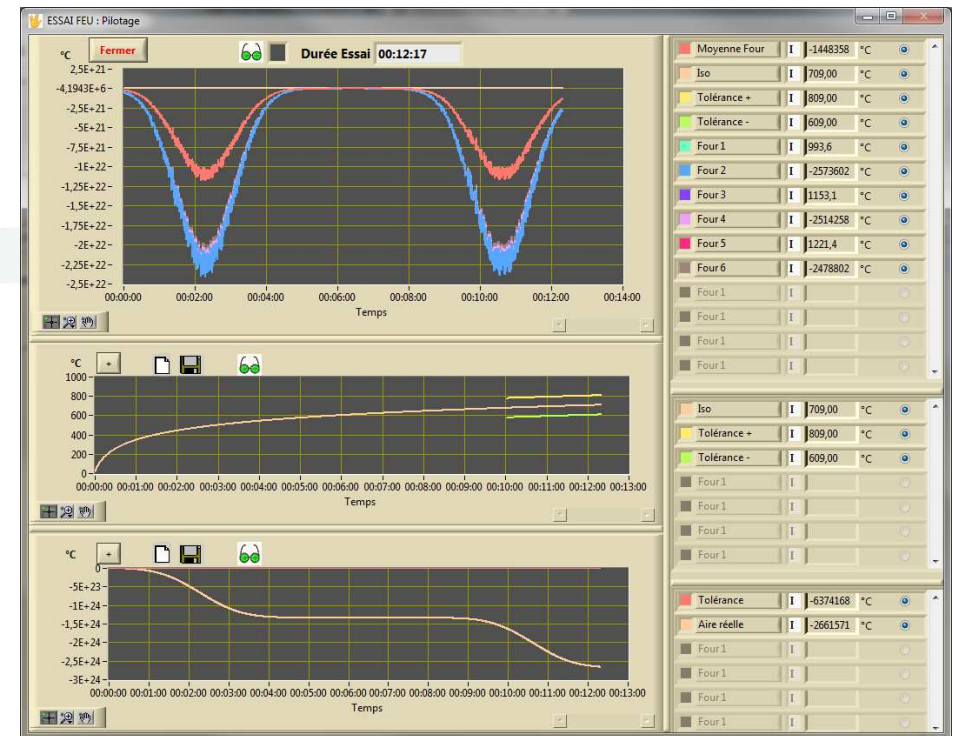 ESSAI FEU : Pilotage
°C Fermer Durée Essai 00:12:17
2,5E+21
-4,1943E+6
-2,5E+21
-5E+21
-7,5E+21
-1E+22
-1,25E+22
-1,5E+22
-1,75E+22
-2E+22
-2,25E+22
-2,5E+22
00:00:00 00:02:00 00:04:00 00:06:00 00:08:00 00:10:00 00:12:00 00:14:00
Temps
Moyenne Four I -1448358 °C
Iso I 709,00 °C
Tolérance + I 809,00 °C
Tolérance - I 609,00 °C
Four 1 I 993,6 °C
Four 2 I -2573602 °C
Four 3 I 1153,1 °C
Four 4 I -2514258 °C
Four 5 I 1221,4 °C
Four 6 I -2478802 °C
Four 1 I
Four 1 I
Four 1 I
Four 1 I
°C +
1000
800
600
400
200
0
00:00:00 00:01:00 00:02:00 00:03:00 00:04:00 00:05:00 00:06:00 00:07:00 00:08:00 00:09:00 00:10:00 00:11:00 00:12:00 00:13:00
Temps
Iso I 709,00 °C
Tolérance + I 809,00 °C
Tolérance - I 609,00 °C
Four 1 I
Four 1 I
Four 1 I
Four 1 I
°C +
0
-5E+23
-1E+24
-1,5E+24
-2E+24
-2,5E+24
-3E+24
00:00:00 00:01:00 00:02:00 00:03:00 00:04:00 00:05:00 00:06:00 00:07:00 00:08:00 00:09:00 00:10:00 00:11:00 00:12:00 00:13:00
Temps
Tolérance I -6374168 °C
Aire réelle I -2661571 °C
Four 1 I
Four 1 I
Four 1 I
Four 1 I